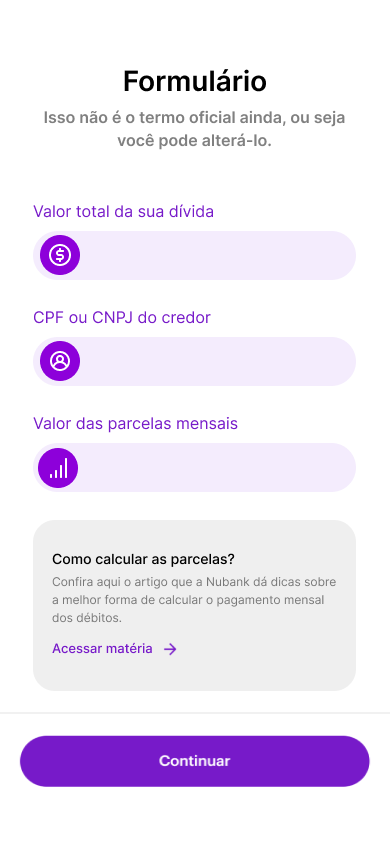 Formulário
Isso não é o termo oficial ainda, ou seja
você pode alterá-lo.
Valor total da sua dívida
CPF ou CNPJ do credor
Valor das parcelas mensais
Como calcular as parcelas?
Confira aqui o artigo que a Nubank dá dicas sobre
a melhor forma de calcular o pagamento mensal
dos débitos.
Acessar matéria
Continuar